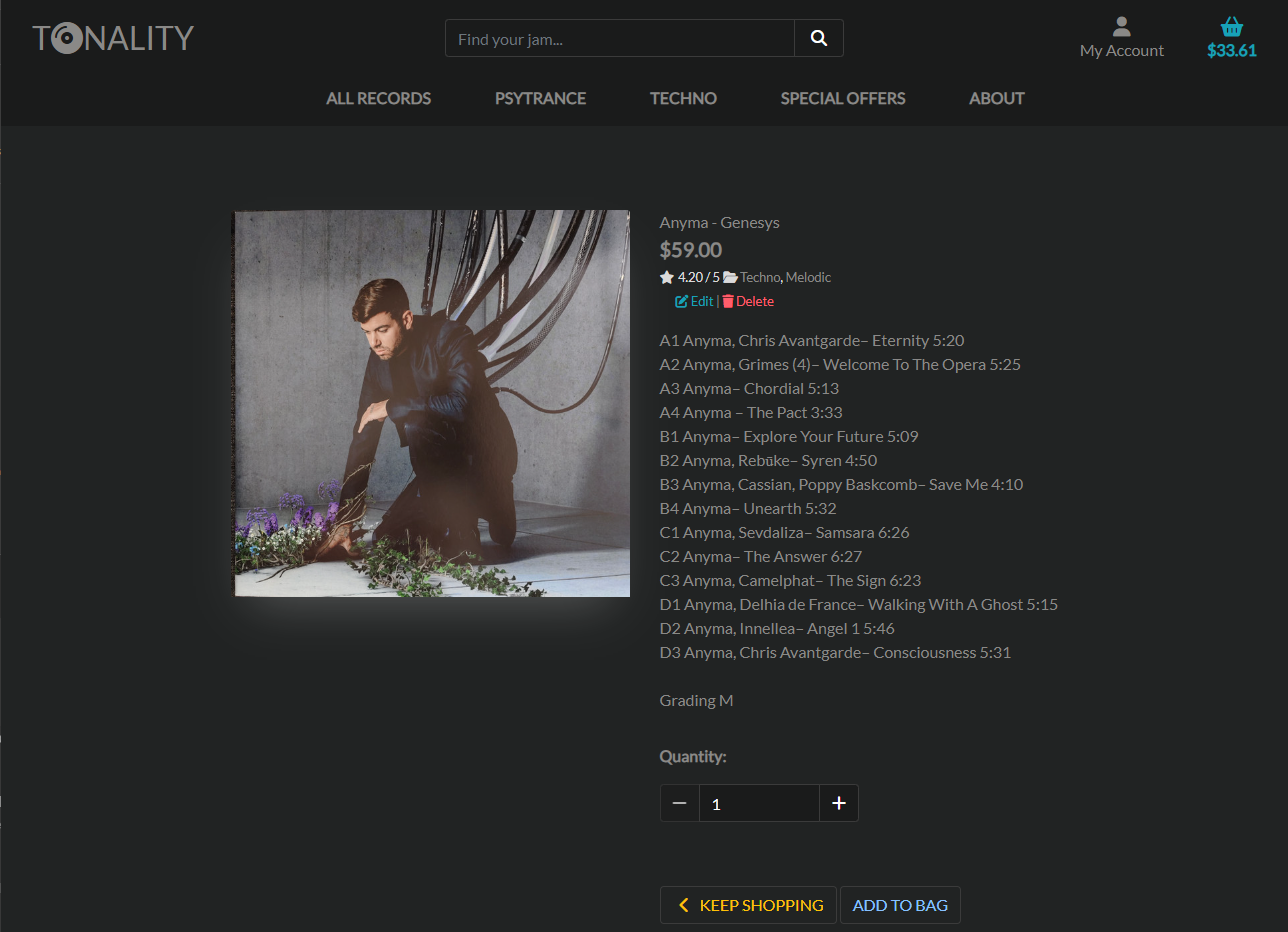 TONALITY
Find your jam...
My Account
$33.61
ALL RECORDS
PSYTRANCE
TECHNO
SPECIAL OFFERS
ABOUT
Anyma - Genesys
$59.00
4.20 / 5 Techno, Melodic
Edit | Delete
A1 Anyma, Chris Avantgarde– Eternity 5:20
A2 Anyma, Grimes (4)– Welcome To The Opera 5:25
A3 Anyma– Chordial 5:13
A4 Anyma – The Pact 3:33
B1 Anyma– Explore Your Future 5:09
B2 Anyma, Rebūke– Syren 4:50
B3 Anyma, Cassian, Poppy Baskcomb– Save Me 4:10
B4 Anyma– Unearth 5:32
C1 Anyma, Sevdaliza– Samsara 6:26
C2 Anyma– The Answer 6:27
C3 Anyma, Camelphat– The Sign 6:23
D1 Anyma, Delhia de France– Walking With A Ghost 5:15
D2 Anyma, Innellea– Angel 1 5:46
D3 Anyma, Chris Avantgarde– Consciousness 5:31
Grading M
Quantity:
1
KEEP SHOPPING
ADD TO BAG